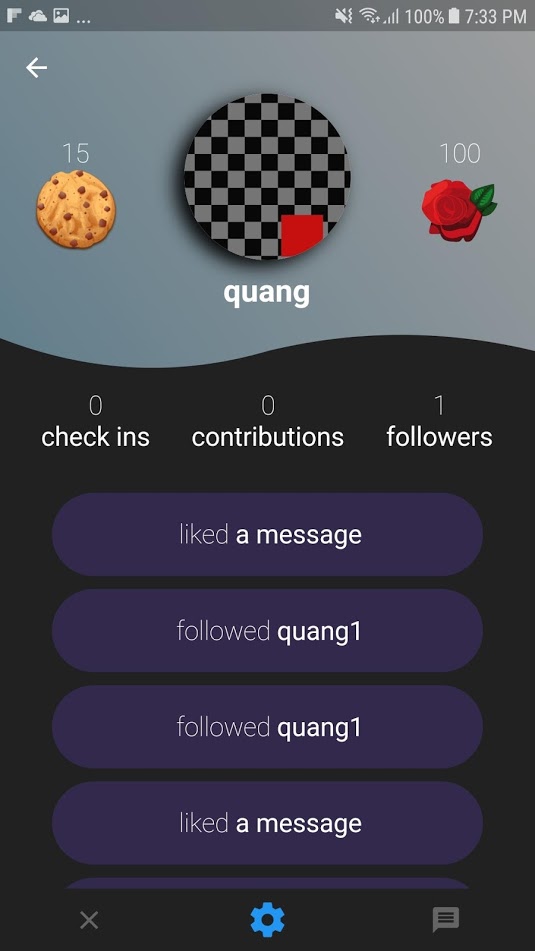 ... 100% 7:33 PM
15
100
quang
0 0 1
check ins contributions followers
liked a message
followed quang1
followed quang1
liked a message